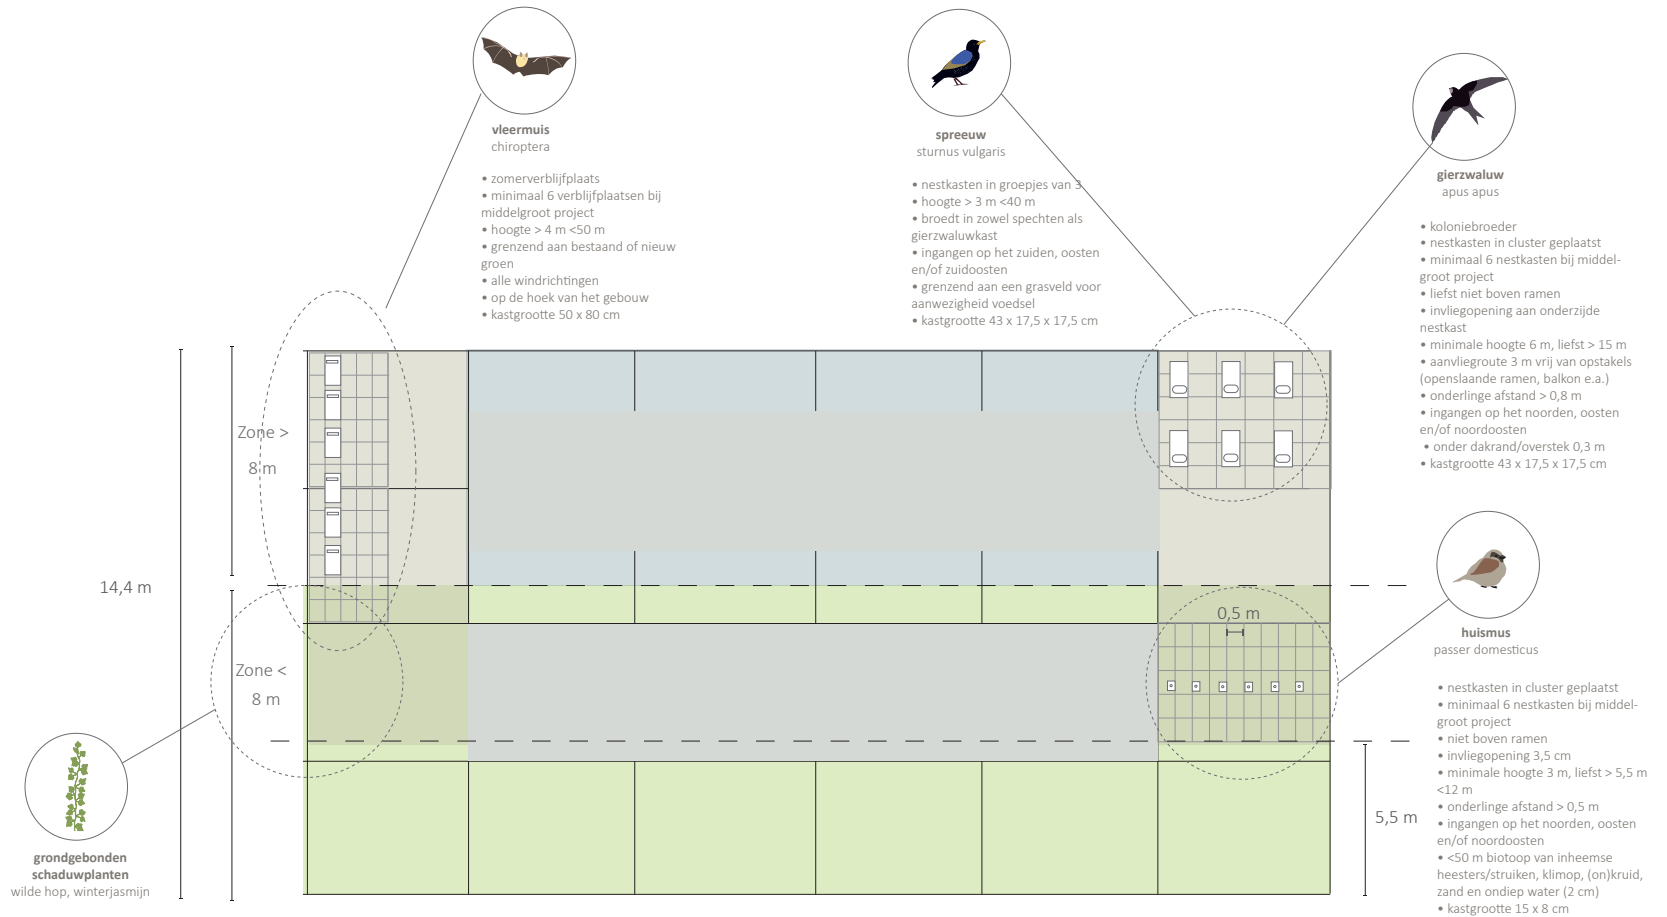 vleermuis
chiroptera
• zomerverblijfplaats
• minimaal 6 verblijfplaatsen bij
middelgroot project
• hoogte > 4 m <50 m
• grenzend aan bestaand of nieuw
groen
• alle windrichtingen
• op de hoek van het gebouw
• kastgrootte 50 x 80 cm
spreeuw
sturnus vulgaris
• nestkasten in groepjes van 3
• hoogte > 3 m <40 m
• broedt in zowel spechten als
gierzwaluwkast
• ingangen op het zuiden, oosten
en/of zuidoosten
• grenzend aan een grasveld voor
aanwezigheid voedsel
• kastgrootte 43 x 17,5 x 17,5 cm
gierzwaluw
apus apus
• koloniebroeder
• nestkasten in cluster geplaatst
• minimaal 6 nestkasten bij middel-
groot project
• liefst niet boven ramen
• invliegopening aan onderzijde
nestkast
• minimale hoogte 6 m, liefst > 15 m
• aanvliegroute 3 m vrij van opstakels
(openslaande ramen, balkon e.a.)
• onderlinge afstand > 0,8 m
• ingangen op het noorden, oosten
en/of noordoosten
• onder dakrand/overstek 0,3 m
• kastgrootte 43 x 17,5 x 17,5 cm
Zone >
8 m
14,4 m
Zone <
8 m
0,5 m
5,5 m
huismus
passer domesticus
• nestkasten in cluster geplaatst
• minimaal 6 nestkasten bij middel-
groot project
• niet boven ramen
• invliegopening 3,5 cm
• minimale hoogte 3 m, liefst > 5,5 m
<12 m
• onderlinge afstand > 0,5 m
• ingangen op het noorden, oosten
en/of noordoosten
• <50 m biotoop van inheemse
heesters/struiken, klimop, (on)kruid,
zand en ondiep water (2 cm)
• kastgrootte 15 x 8 cm
grondgebonden
schaduwplanten
wilde hop, winterjasmijn